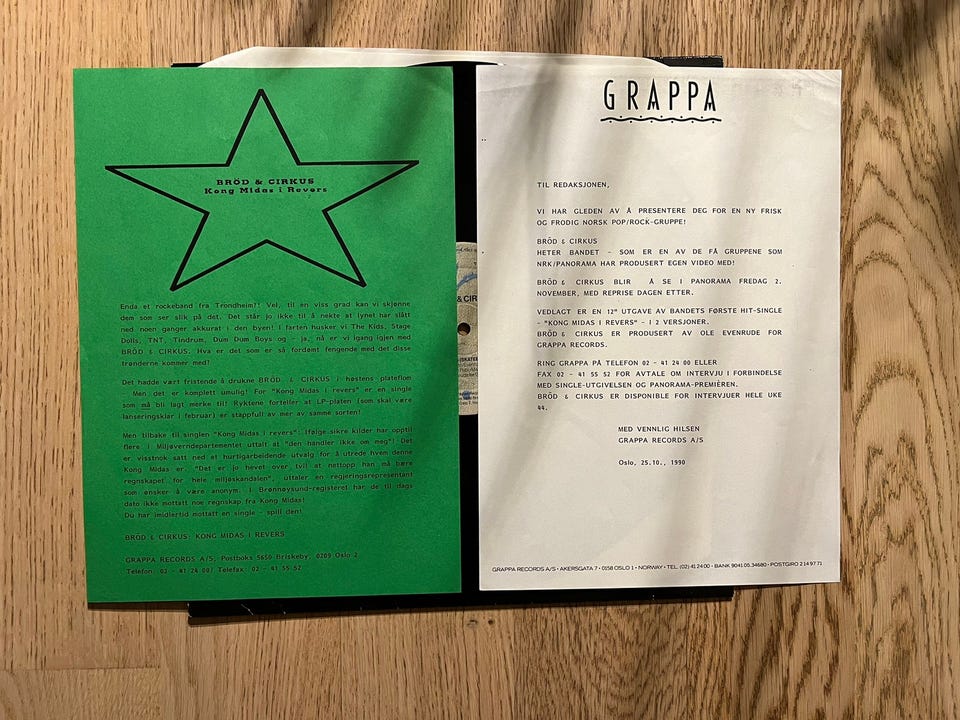 BRÖD & CIRKUS
Kong Midas i Revers
Enda et rockeband fra Trondheim?! Vel, til en viss grad kan vi skjønne
dem som ser slik på det. Det står jo ikke til å nekte at lynet har slått
ned noen ganger akkurat i den byen! I farten husker vi The Kids, Stage
Dolls, TNT, Tindrum, Dum Dum Boys og - ja, nå er vi igang igjen med
BRÖD & CIRKUS. Hva er det som er så fordømt fengende med det disse
trønderne kommer med?
Det hadde vært fristende å drukne BRÖD & CIRKUS i høstens plateflom
. Men det er komplett umulig! For "Kong Midas i revers" er en single
som må bli lagt merke til! Ryktene forteller at LP-platen (som skal være
lanseringsklar i februar) er stappfull av mer av samme sorten!
Men tilbake til singlen "Kong Midas i revers": Ifølge sikre kilder har opptil
flere i Miljøverndepartementet uttalt at "den handler ikke om meg"! Det
er visstnok satt ned et hurtigarbeidende utvalg for å utrede hvem denne
Kong Midas er. "Det er jo hevet over tvil at nettopp han må bære
regnskapet for hele miljøskandalen", uttaler en regjeringsrepresentant
som ønsker å være anonym. I Brønnøysund-registeret har de til dags
dato ikke mottatt noe regnskap fra Kong Midas!
Du har imidlertid mottatt en single - spill den!
BRÖD & CIRKUS: KONG MIDAS I REVERS
GRAPPA RECORDS A/S, Postboks 5650 Briskeby, 0209 Oslo 2
Telefon: 02 - 41 24 00/ Telefax: 02 - 41 55 52
& CIR
GRAPPA
TIL REDAKSJONEN,
VI HAR GLEDEN AV Å PRESENTERE DEG FOR EN NY FRISK
OG FRODIG NORSK POP/ROCK-GRUPPE!
BRÖD & CIRKUS
HETER BANDET - SOM ER EN AV DE FÅ GRUPPENE SOM
NRK/PANORAMA HAR PRODUSERT EGEN VIDEO MED!
BRÖD & CIRKUS BLIR Å SE I PANORAMA FREDAG 2.
NOVEMBER, MED REPRISE DAGEN ETTER.
VEDLAGT ER EN 12" UTGAVE AV BANDETS FØRSTE HIT-SINGLE
- "KONG MIDAS I REVERS" - I 2 VERSJONER.
BRÖD & CIRKUS ER PRODUSERT AV OLE EVENRUDE FOR
GRAPPA RECORDS.
RING GRAPPA PÅ TELEFON 02 - 41 24 00 ELLER
FAX 02 - 41 55 52 FOR AVTALE OM INTERVJU I FORBINDELSE
MED SINGLE-UTGIVELSEN OG PANORAMA-PREMIÈREN.
BRÖD & CIRKUS ER DISPONIBLE FOR INTERVJUER HELE UKE
44.
MED VENNLIG HILSEN
GRAPPA RECORDS A/S
Oslo, 25.10., 1990
GRAPPA RECORDS A/S • AKERSGATA 7 • 0158 OSLO 1 • NORWAY • TEL. (02) 41 24 00 • BANK 9041.05.34680 • POSTGIRO 2 14 97 71